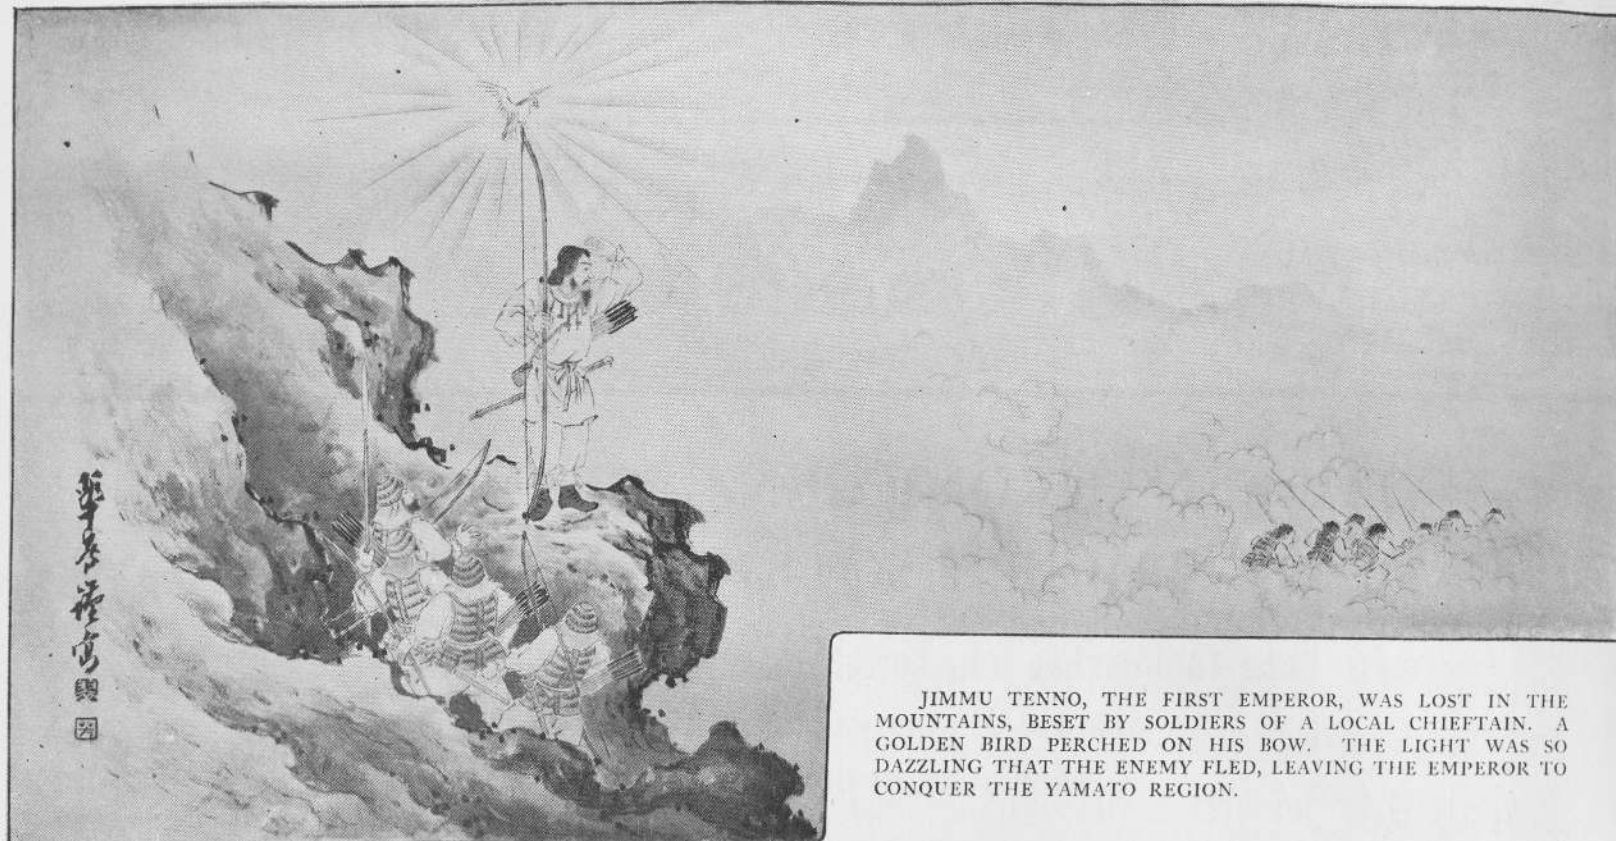 謹寫
JIMMU TENNO, THE FIRST EMPEROR, WAS LOST IN THE
MOUNTAINS, BESET BY SOLDIERS OF A LOCAL CHIEFTAIN. A
GOLDEN BIRD PERCHED ON HIS BOW. THE LIGHT WAS SO
DAZZLING THAT THE ENEMY FLED, LEAVING THE EMPEROR TO
CONQUER THE YAMATO REGION.